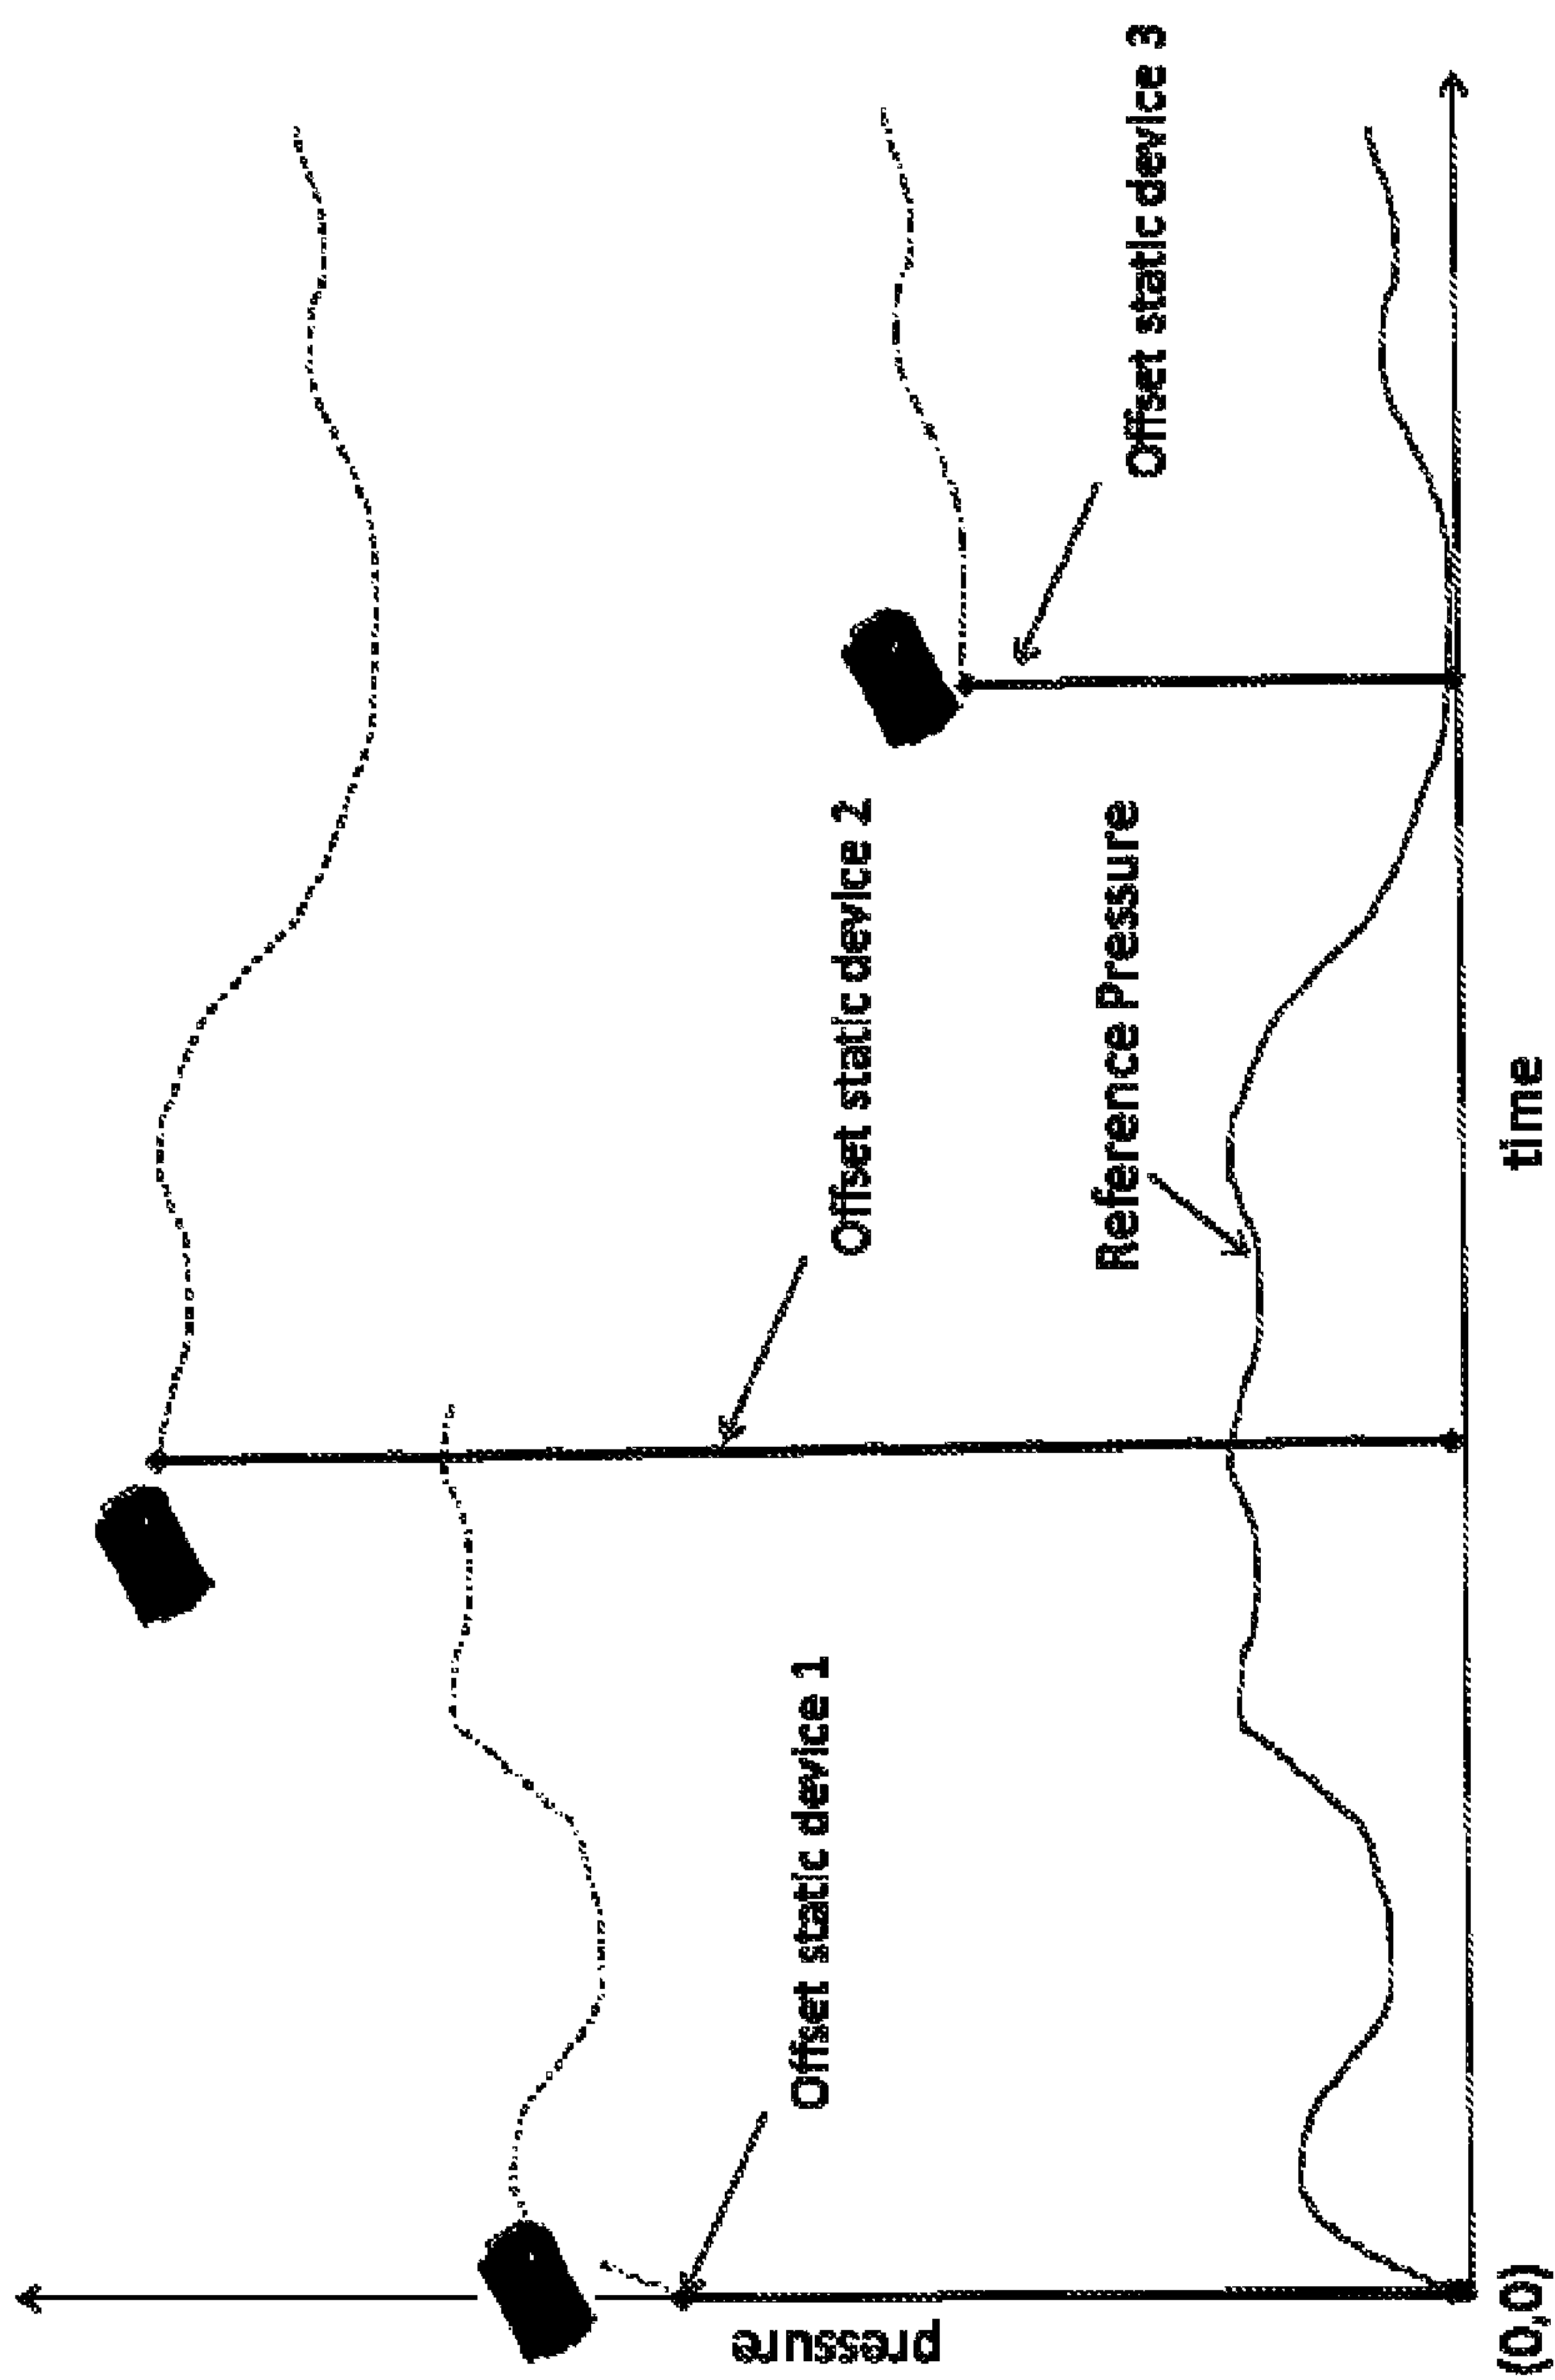 pressure
Offset static device 1
Offset static device 2
Reference Pressure
Offset static device 3
(0,0)
time